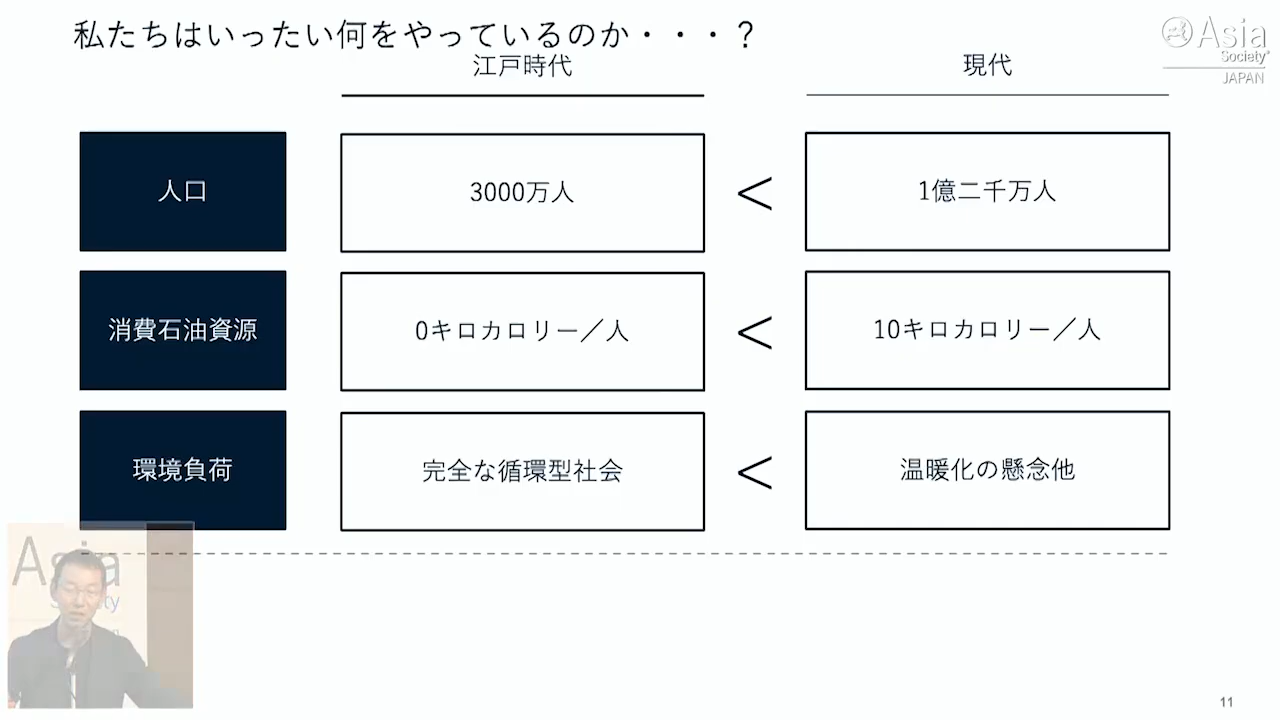 私たちはいったい何をやっているのか・・・？
Asia
Society
JAPAN
江戸時代
現代
人口
3000万人
<
1億二千万人
消費石油資源
0キロカロリー／人
<
10キロカロリー／人
環境負荷
完全な循環型社会
<
温暖化の懸念他
Asia
11